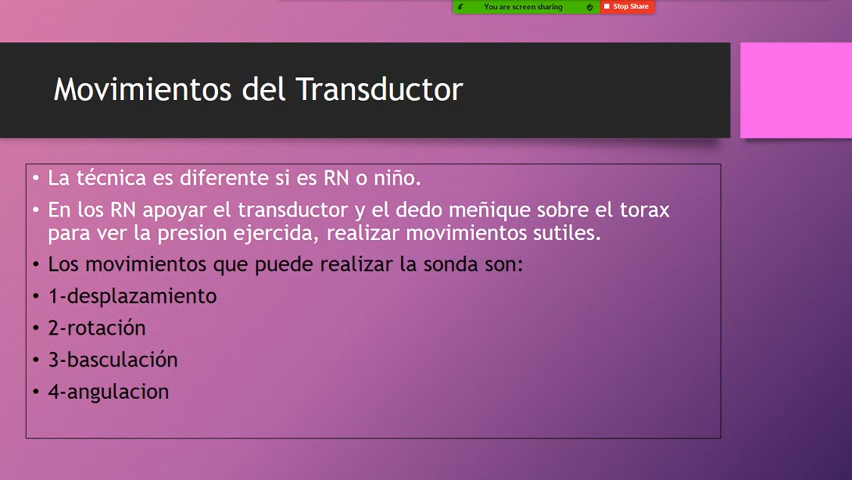 You are screen sharing
Stop Share
Movimientos del Transductor
• La técnica es diferente si es RN o niño.
• En los RN apoyar el transductor y el dedo meñique sobre el torax
para ver la presion ejercida, realizar movimientos sutiles.
• Los movimientos que puede realizar la sonda son:
• 1-desplazamiento
• 2-rotación
• 3-basculación
• 4-angulacion